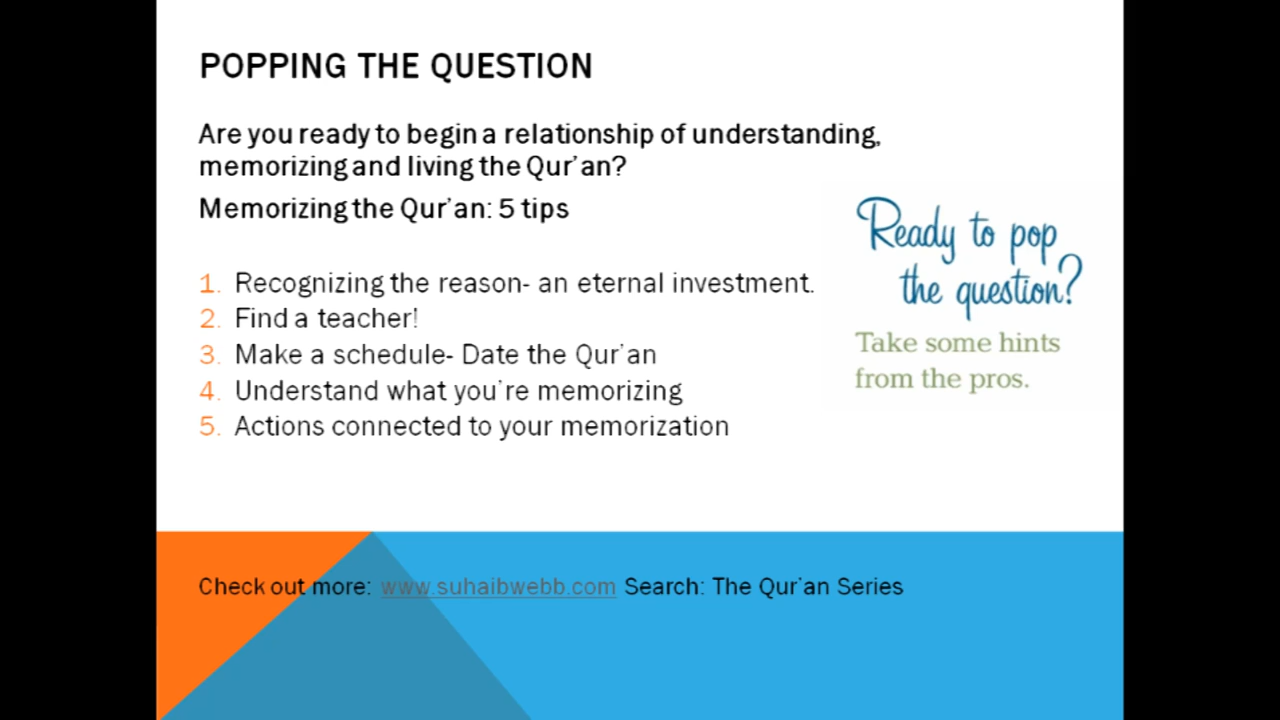 POPPING THE QUESTION
Are you ready to begin a relationship of understanding,
memorizing and living the Qur'an?
Memorizing the Qur'an: 5 tips
1. Recognizing the reason- an eternal investment.
2. Find a teacher!
3. Make a schedule- Date the Qur'an
4. Understand what you're memorizing
5. Actions connected to your memorization
Ready to pop
the question?
Take some hints
from the pros.
Check out more: www.suhaibwebb.com Search: The Qur'an Series